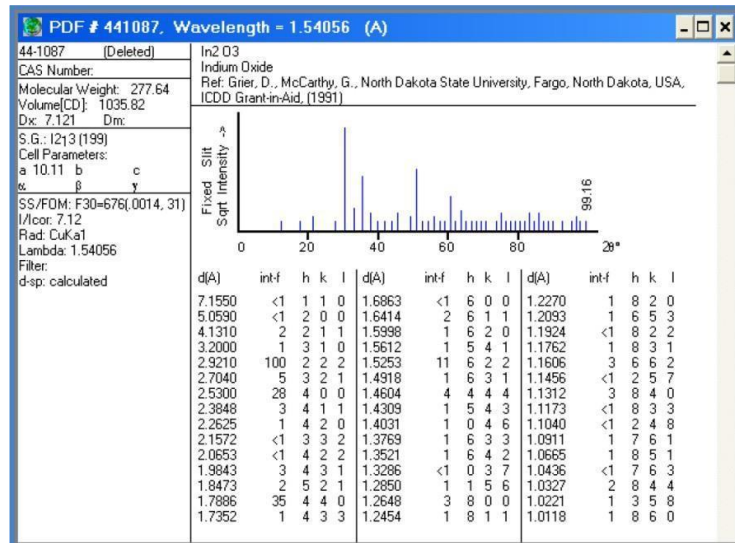 PDF # 441087, Wavelength = 1.54056 (A)
44-1087 (Deleted)
CAS Number:
Molecular Weight: 277.64
Volume[CD]: 1035.82
Dx: 7.121 Dm:
S.G.: I213 (199)
Cell Parameters:
a 10.11 b c
α β γ
SS/FOM: F30=676(.0014, 31)
I/Icor: 7.12
Rad: CuKa1
Lambda: 1.54056
Filter:
d-sp: calculated
In2 O3
Indium Oxide
Ref: Grier, D., McCarthy, G., North Dakota State University, Fargo, North Dakota, USA,
ICDD Grant-in-Aid, (1991)
Fixed Slit
Sqrt Intensity ->
99.16
0 20 40 60 80 2θ°
d(A) int-f h k l d(A) int-f h k l d(A) int-f h k l
7.1550 <1 1 1 0 1.6863 <1 6 0 0 1.2270 1 8 2 0
5.0590 <1 2 0 0 1.6414 2 6 1 1 1.2093 1 6 5 3
4.1310 2 2 1 1 1.5998 1 6 2 0 1.1924 <1 8 2 2
3.2000 1 3 1 0 1.5612 1 5 4 1 1.1762 1 8 3 1
2.9210 100 2 2 2 1.5253 11 6 2 2 1.1606 3 6 6 2
2.7040 5 3 2 1 1.4918 1 6 3 1 1.1456 <1 2 5 7
2.5300 28 4 0 0 1.4604 4 4 4 4 1.1312 3 8 4 0
2.3848 3 4 1 1 1.4309 1 5 4 3 1.1173 <1 8 3 3
2.2625 1 4 2 0 1.4031 1 0 4 6 1.1040 <1 2 4 8
2.1572 <1 3 3 2 1.3769 1 6 3 3 1.0911 1 7 6 1
2.0653 <1 4 2 2 1.3521 1 6 4 2 1.0665 1 8 5 1
1.9843 3 4 3 1 1.3286 <1 0 3 7 1.0436 <1 7 6 3
1.8473 2 5 2 1 1.2850 1 1 5 6 1.0327 2 8 4 4
1.7886 35 4 4 0 1.2648 3 8 0 0 1.0221 1 3 5 8
1.7352 1 4 3 3 1.2454 1 8 1 1 1.0118 1 8 6 0